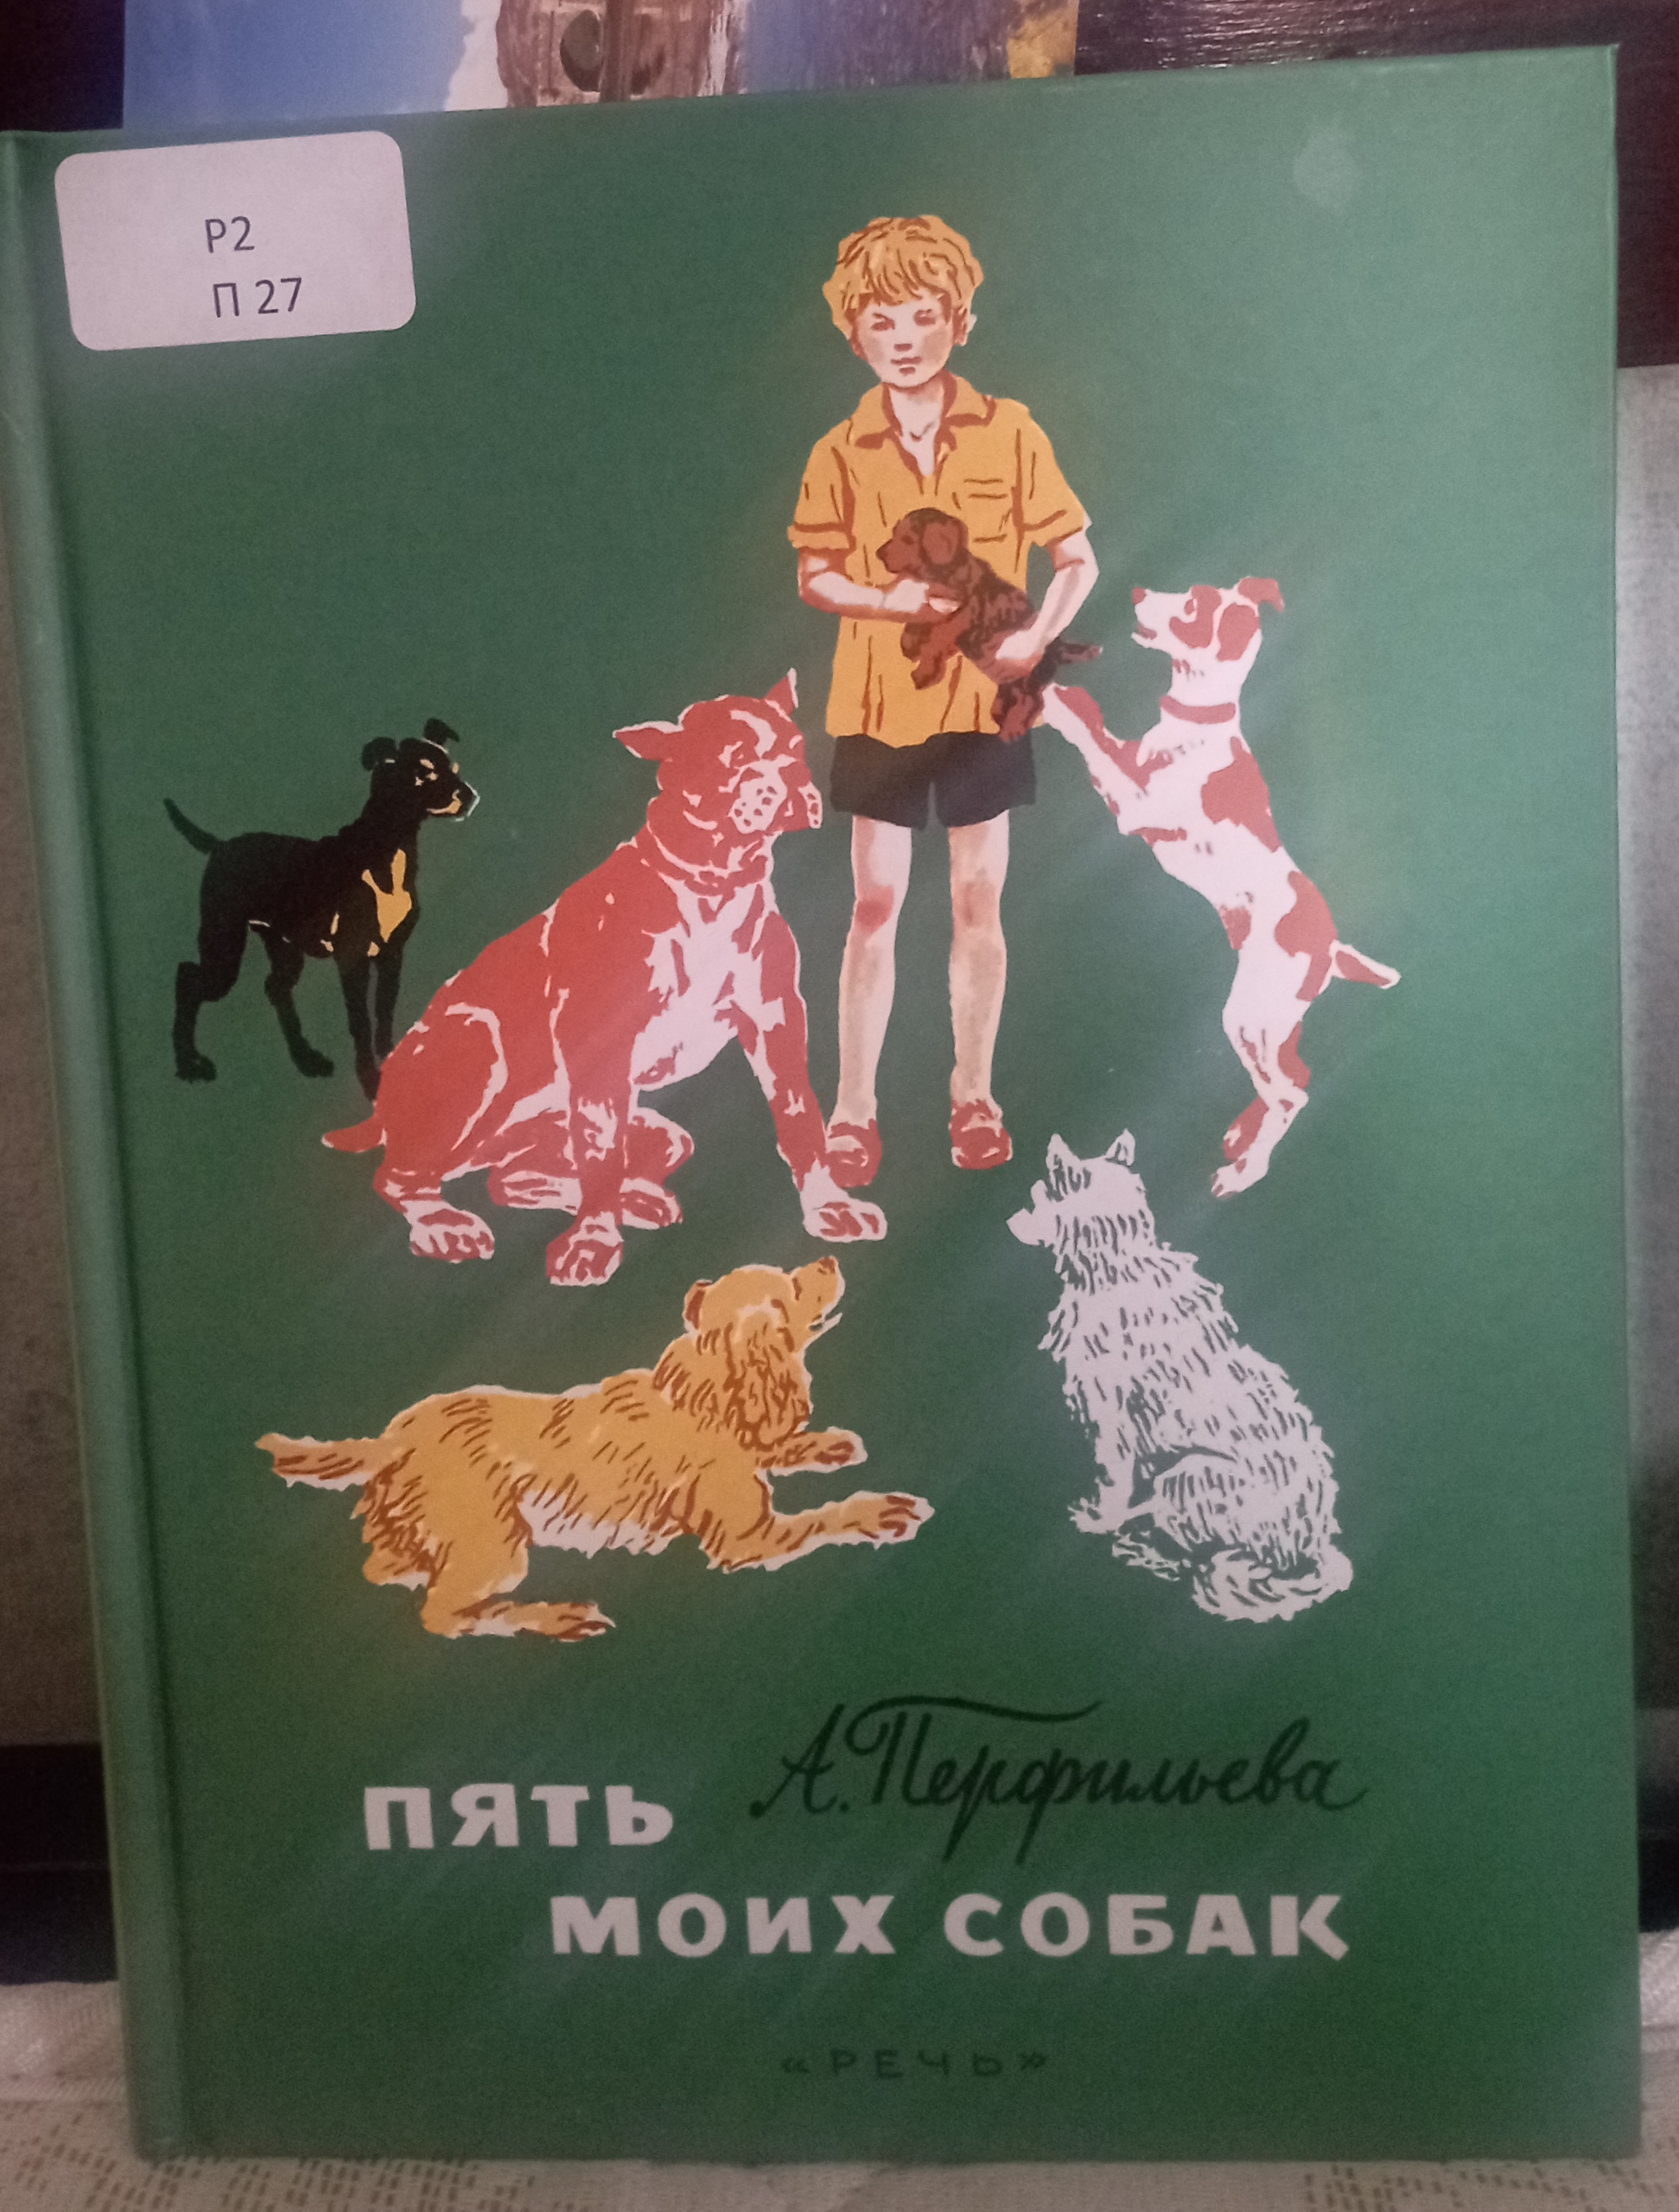 Р2
П 27
А. Перфильева
ПЯТЬ
МОИХ СОБАК
«РЕЧЬ»